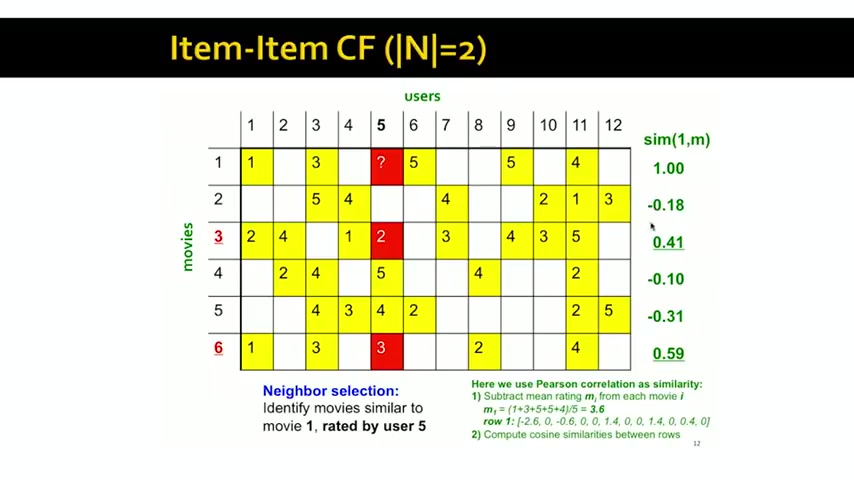 Item-Item CF (|N|=2)
users
1 2 3 4 5 6 7 8 9 10 11 12
sim(1,m)
movies
1 1 3 ? 5 5 4 1.00
2 5 4 4 2 1 3 -0.18
3 2 4 1 2 3 4 3 5 0.41
4 2 4 5 4 2 -0.10
5 4 3 4 2 2 5 -0.31
6 1 3 3 2 4 0.59
Neighbor selection:
Identify movies similar to
movie 1, rated by user 5
Here we use Pearson correlation as similarity:
1) Subtract mean rating mi from each movie i
m1 = (1+3+5+5+4)/5 = 3.6
row 1: [-2.6, 0, -0.6, 0, 0, 1.4, 0, 0, 1.4, 0, 0.4, 0]
2) Compute cosine similarities between rows
12